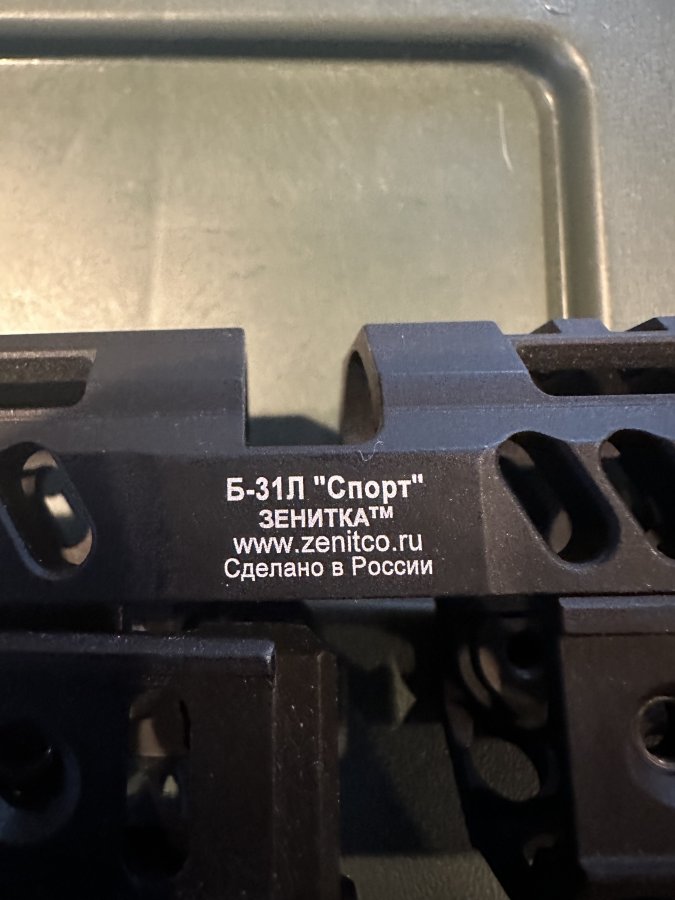 Б-31Л "Спорт"
ЗЕНИТКА™
www.zenitco.ru
Сделано в России